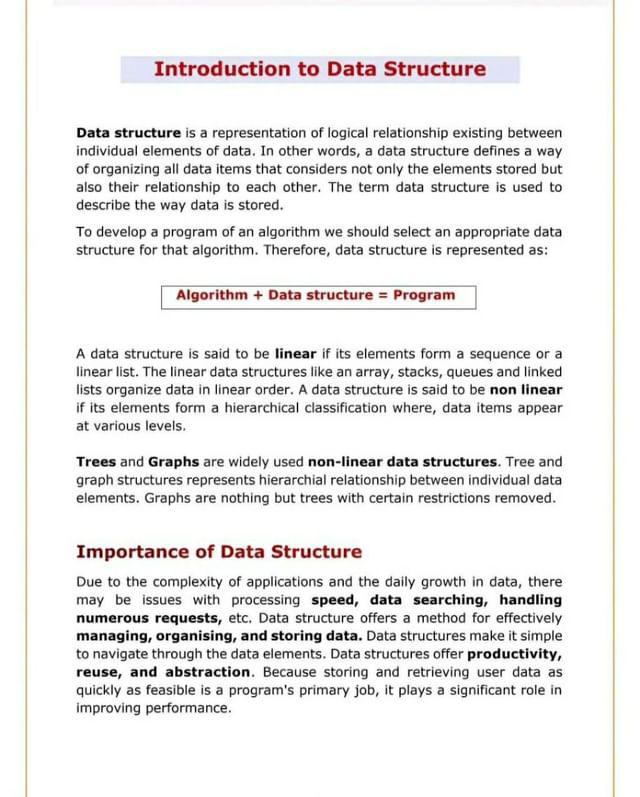 Introduction to Data Structure
Data structure is a representation of logical relationship existing between
individual elements of data. In other words, a data structure defines a way
of organizing all data items that considers not only the elements stored but
also their relationship to each other. The term data structure is used to
describe the way data is stored.
To develop a program of an algorithm we should select an appropriate data
structure for that algorithm. Therefore, data structure is represented as:
Algorithm + Data structure = Program
A data structure is said to be linear if its elements form a sequence or a
linear list. The linear data structures like an array, stacks, queues and linked
lists organize data in linear order. A data structure is said to be non linear
if its elements form a hierarchical classification where, data items appear
at various levels.
Trees and Graphs are widely used non-linear data structures. Tree and
graph structures represents hierarchial relationship between individual data
elements. Graphs are nothing but trees with certain restrictions removed.
Importance of Data Structure
Due to the complexity of applications and the daily growth in data, there
may be issues with processing speed, data searching, handling
numerous requests, etc. Data structure offers a method for effectively
managing, organising, and storing data. Data structures make it simple
to navigate through the data elements. Data structures offer productivity,
reuse, and abstraction. Because storing and retrieving user data as
quickly as feasible is a program's primary job, it plays a significant role in
improving performance.